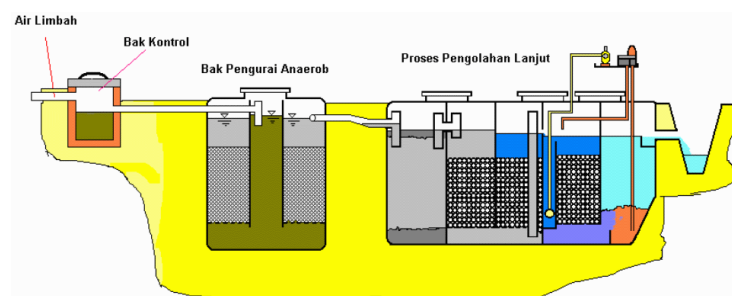 Air Limbah
Bak Kontrol
Bak Pengurai Anaerob
Proses Pengolahan Lanjut